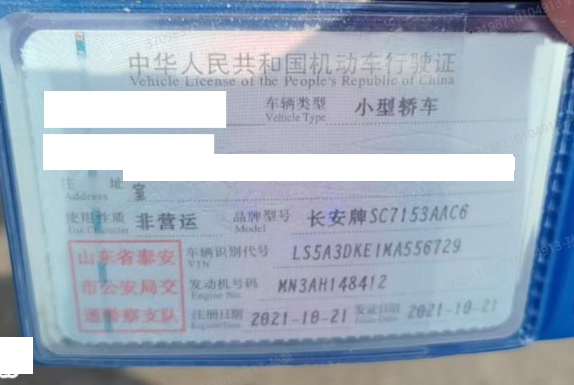 中华人民共和国机动车行驶证
Vehicle License of the People's Republic of China
车辆类型 小型轿车
Vehicle Type
住 址 室
Address
使用性质 非营运 品牌型号 长安牌SC7153AAC6
Use Character Model
山东省泰安 车辆识别代号 LS5A3DKE1MA556729
VIN
市公安局交 发动机号码 MN3AH148412
Engine No.
通警察支队 注册日期 2021-10-21 发证日期 2021-10-21
Register Date Issue Date